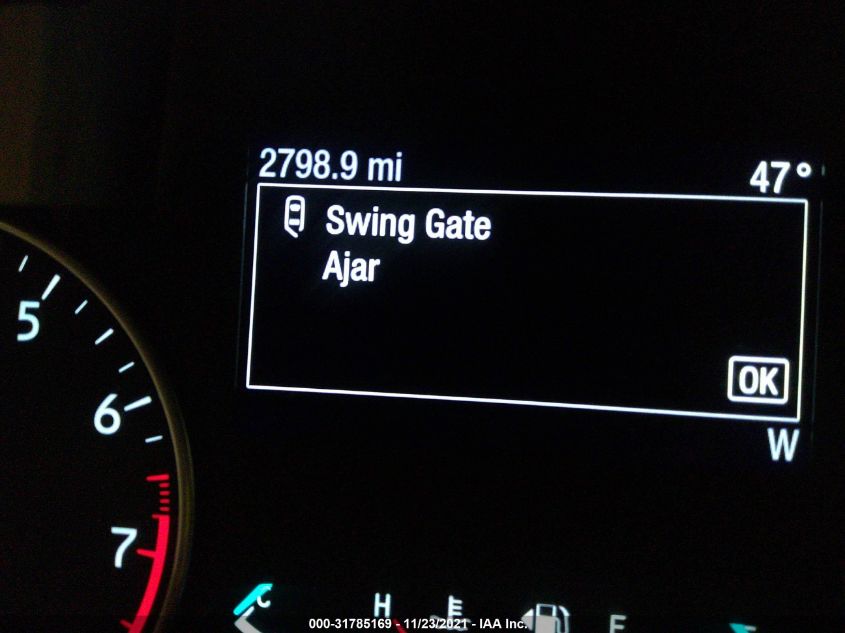 2798.9 mi 47°
Swing Gate
Ajar
OK
W
5
6
7
C H F
000-31785169 - 11/23/2021 - IAA Inc.